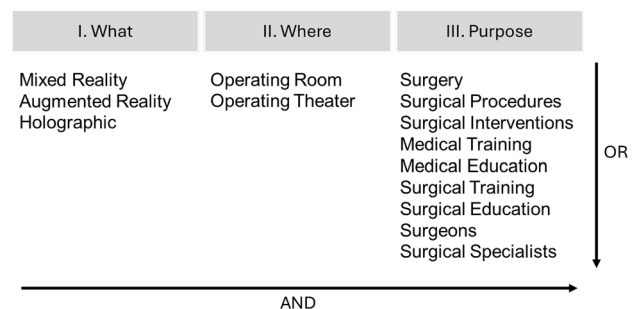 I. What
II. Where
III. Purpose
Mixed Reality
Augmented Reality
Holographic
Operating Room
Operating Theater
Surgery
Surgical Procedures
Surgical Interventions
Medical Training
Medical Education
Surgical Training
Surgical Education
Surgeons
Surgical Specialists
OR
AND